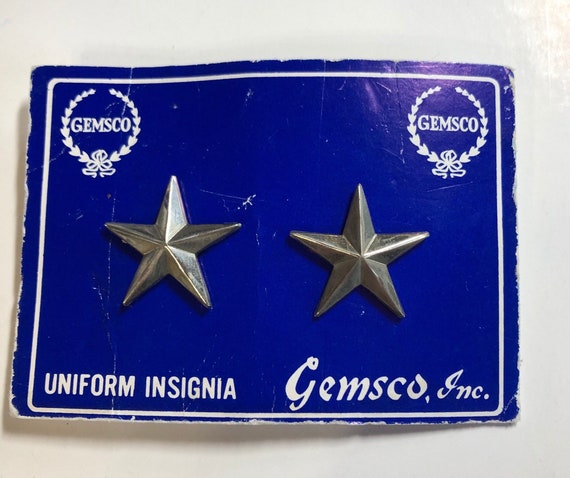 GEMSCO
GEMSCO
UNIFORM INSIGNIA
Gemsco, Inc.